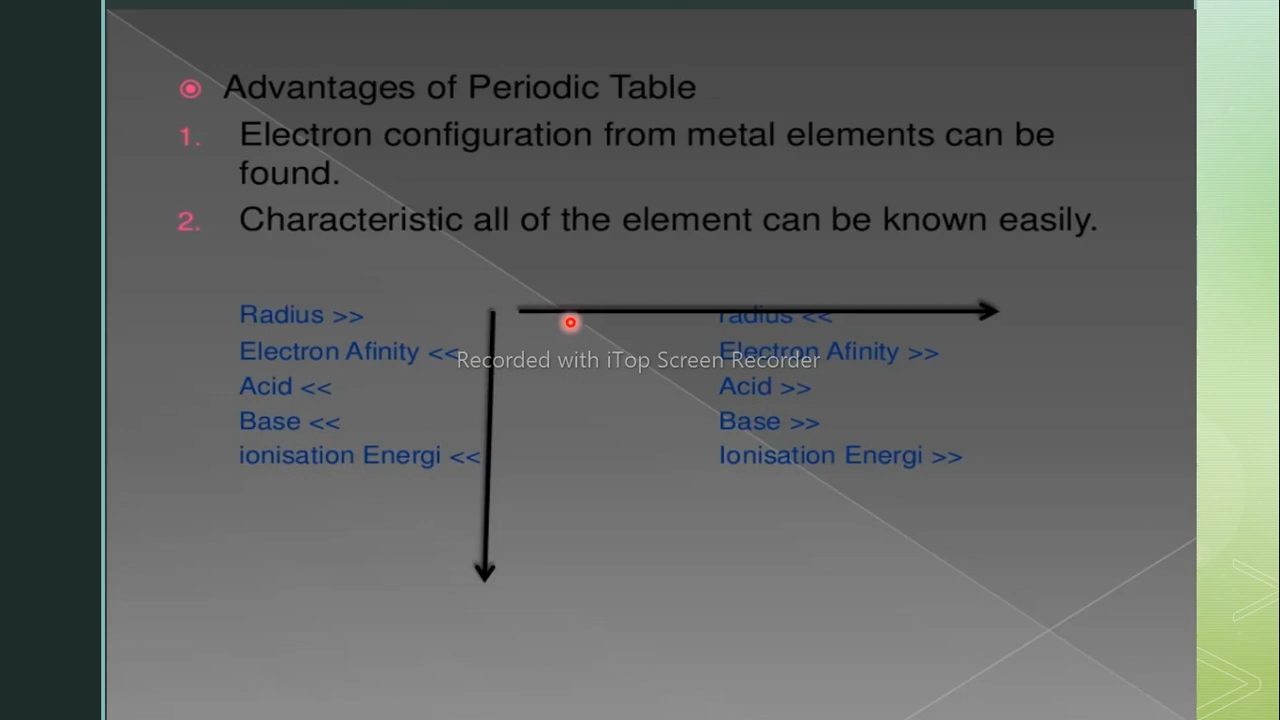 Advantages of Periodic Table
1. Electron configuration from metal elements can be
found.
2. Characteristic all of the element can be known easily.
Radius >>
Electron Afinity <<
Acid <<
Base <<
ionisation Energi <<
radius <<
Electron Afinity >>
Acid >>
Base >>
Ionisation Energi >>
Recorded with iTop Screen Recorder